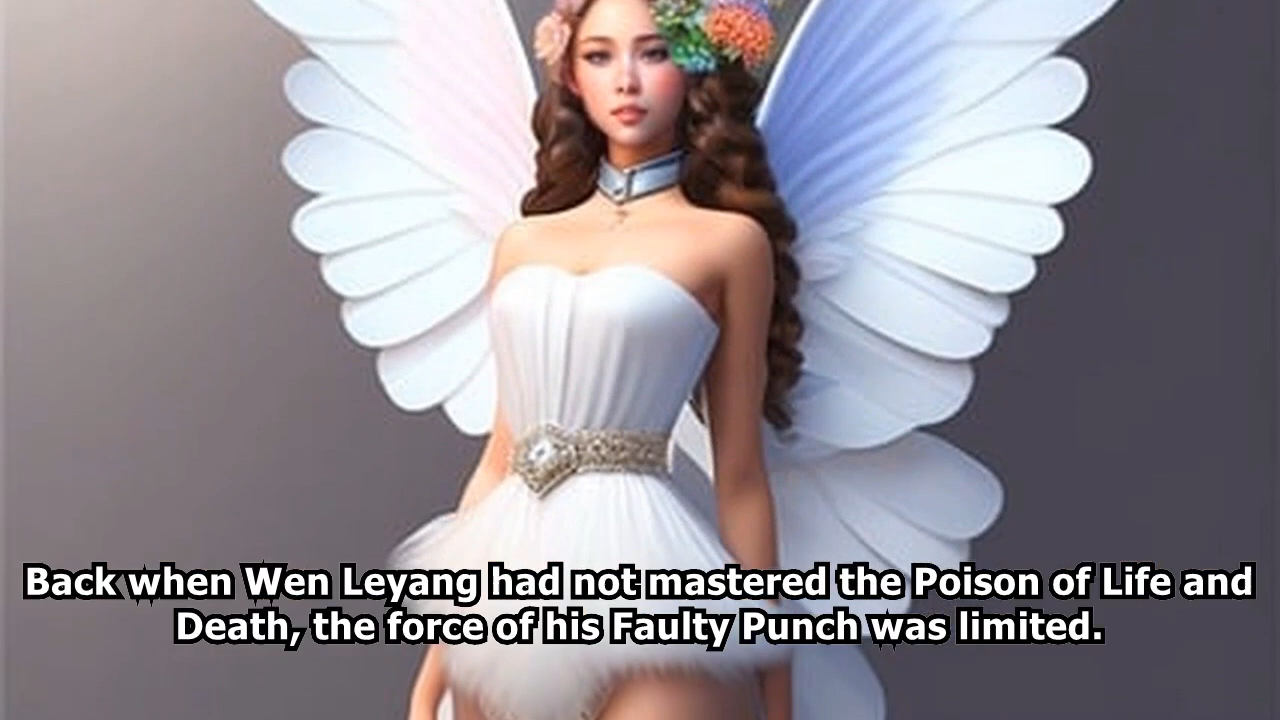 Back when Wen Leyang had not mastered the Poison of Life and
Death, the force of his Faulty Punch was limited.